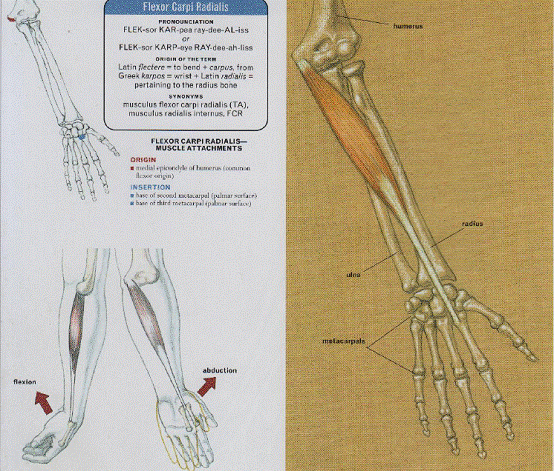 Flexor Carpi Radialis
PRONUNCIATION
FLEK-sor KAR-pea ray-dee-AL-iss
or
FLEK-sor KARP-eye RAY-dee-ah-liss
ORIGIN OF THE TERM
Latin flectere = to bend + carpus, from
Greek karpos = wrist + Latin radialis =
pertaining to the radius bone
SYNONYMS
musculus flexor carpi radialis (TA),
musculus radialis internus, FCR
FLEXOR CARPI RADIALIS—
MUSCLE ATTACHMENTS
ORIGIN
medial epicondyle of humerus (common
flexor origin)
INSERTION
base of second metacarpal (palmar surface)
base of third metacarpal (palmar surface)
flexion
abduction
humerus
radius
ulna
metacarpals